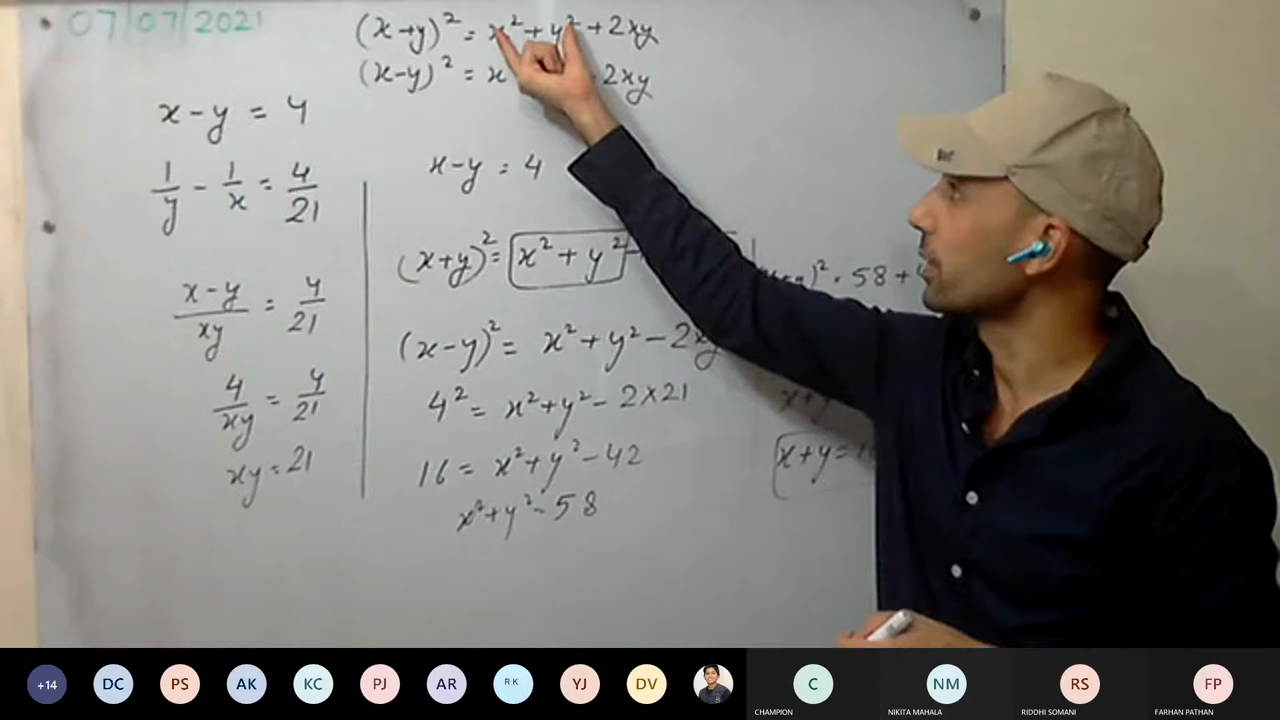 07/07/2021
(x+y)² = x² + y² + 2xy
(x-y)² = x 2xy
x - y = 4
1/y - 1/x = 4/21
x-y/xy = 4/21
4/xy = 4/21
xy = 21
x-y = 4
(x+y)² = x² + y²
(x-y)² = x² + y² - 2xy
4² = x² + y² - 2×21
16 = x² + y² - 42
x² + y² = 58
)² = 58 +
x+y
x+y = 1
+14
DC
PS
AK
KC
PJ
AR
RK
YJ
DV
C
NM
RS
FP
CHAMPION
NIKITA MAHALA
RIDDHI SOMANI
FARHAN PATHAN